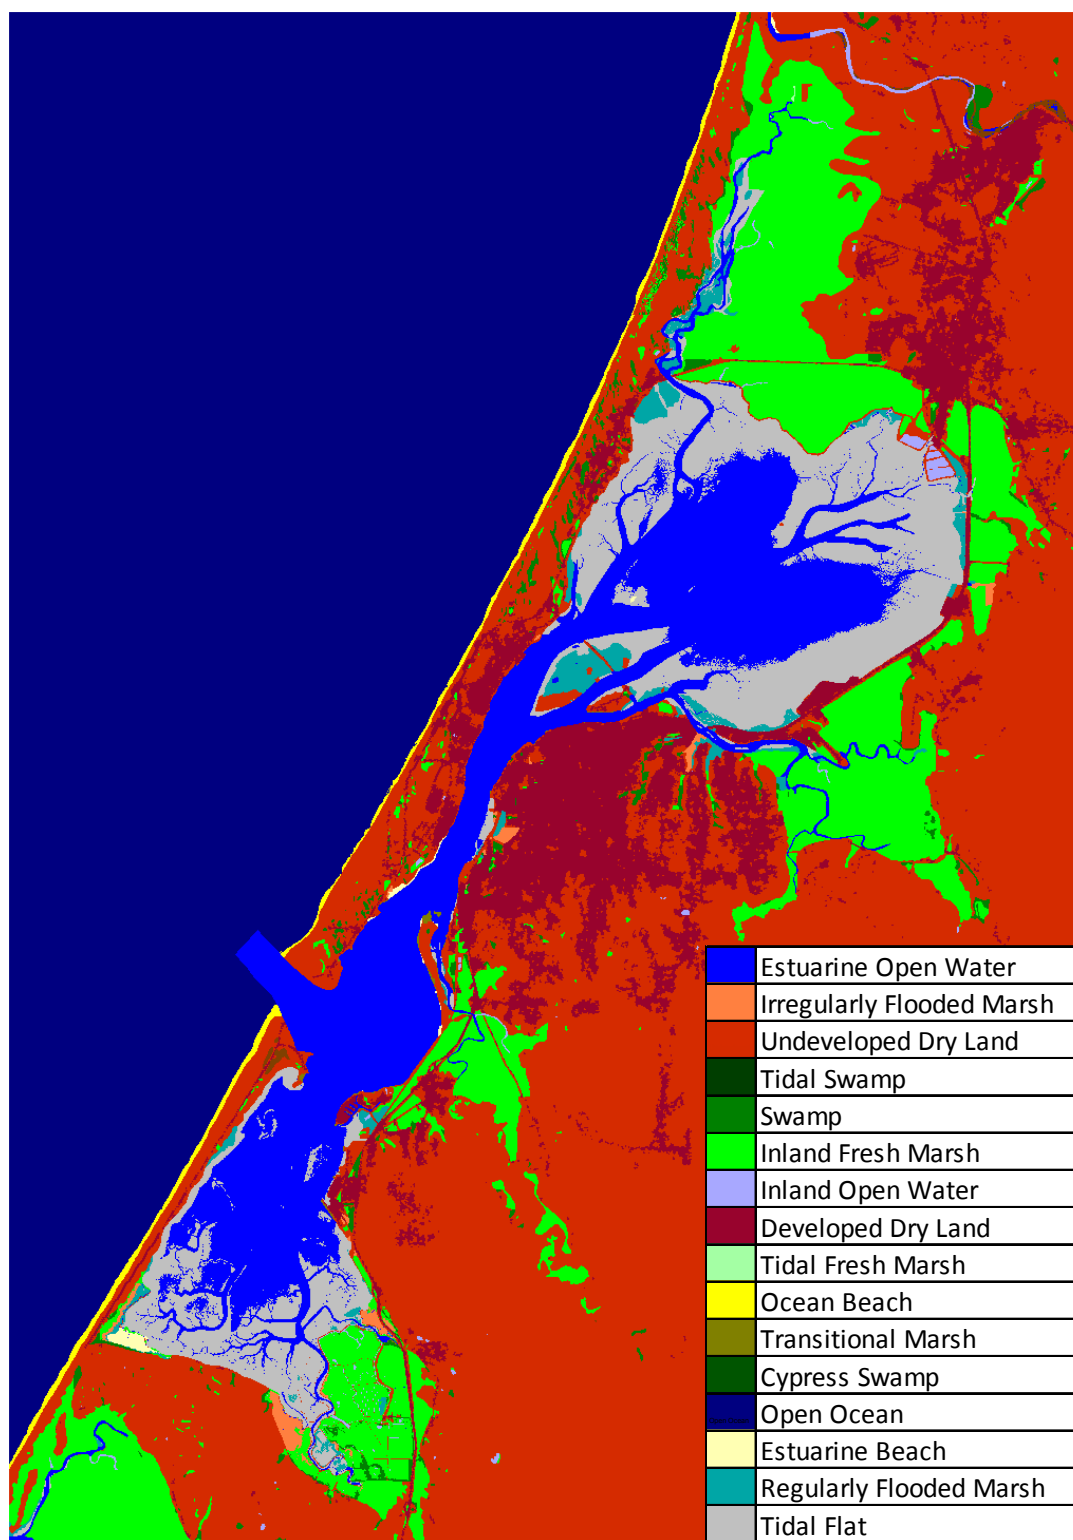 Estuarine Open Water
Irregularly Flooded Marsh
Undeveloped Dry Land
Tidal Swamp
Swamp
Inland Fresh Marsh
Inland Open Water
Developed Dry Land
Tidal Fresh Marsh
Ocean Beach
Transitional Marsh
Cypress Swamp
Open Ocean
Estuarine Beach
Regularly Flooded Marsh
Tidal Flat